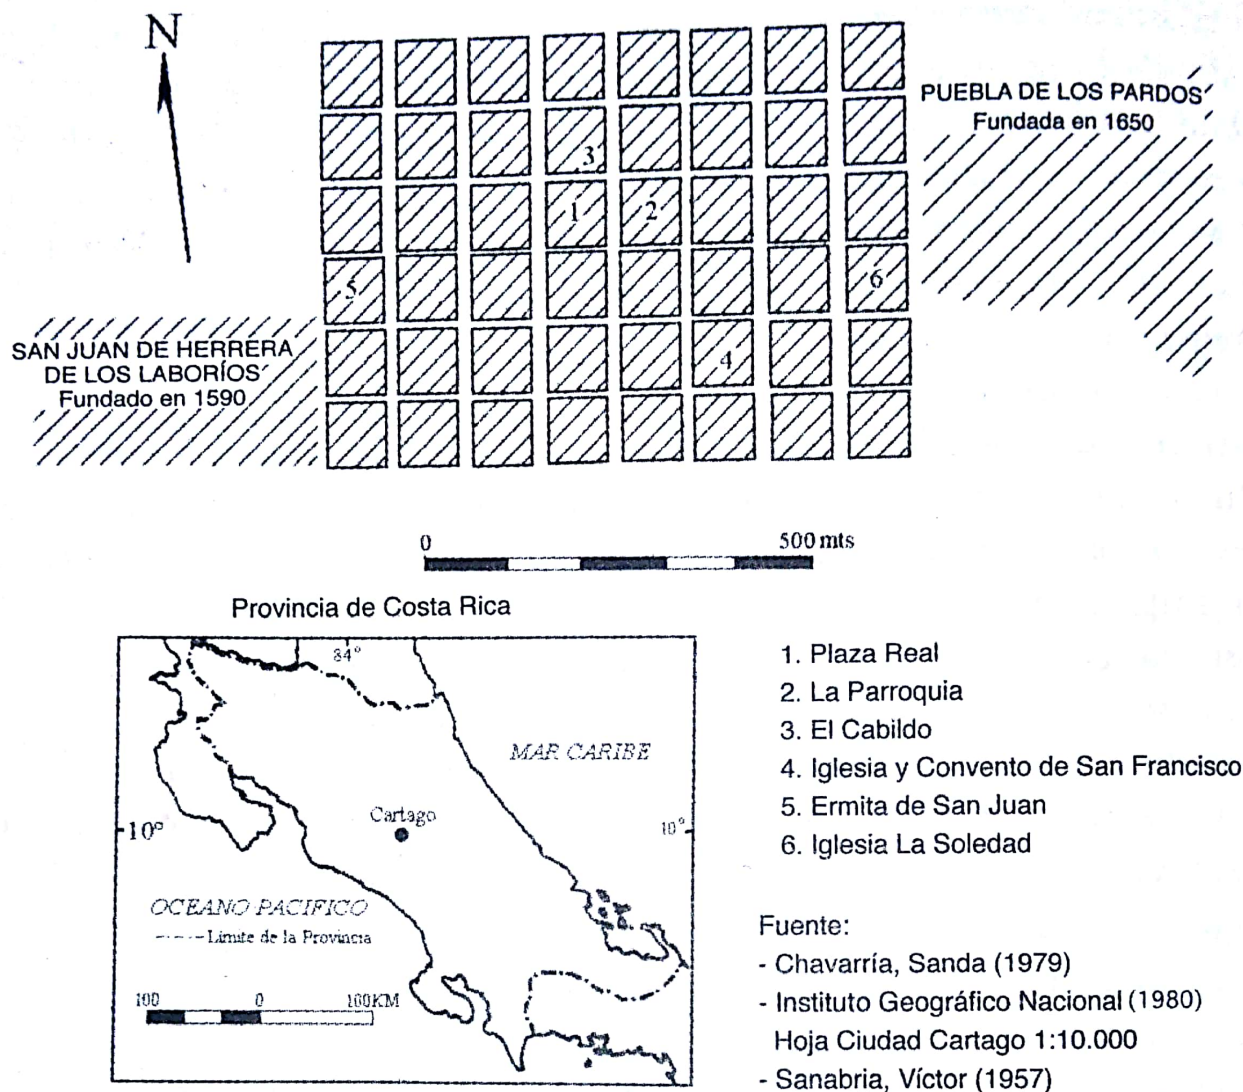 N
PUEBLA DE LOS PARDOS
Fundada en 1650
3
1
2
5
6
4
SAN JUAN DE HERRERA
DE LOS LABORÍOS
Fundado en 1590
0
500 mts
Provincia de Costa Rica
84°
MAR CARIBE
Cartago
10°
10°
OCEANO PACIFICO
Límite de la Provincia
100
0
100KM
1. Plaza Real
2. La Parroquia
3. El Cabildo
4. Iglesia y Convento de San Francisco
5. Ermita de San Juan
6. Iglesia La Soledad
Fuente:
- Chavarría, Sanda (1979)
- Instituto Geográfico Nacional (1980)
Hoja Ciudad Cartago 1:10.000
- Sanabria, Víctor (1957)